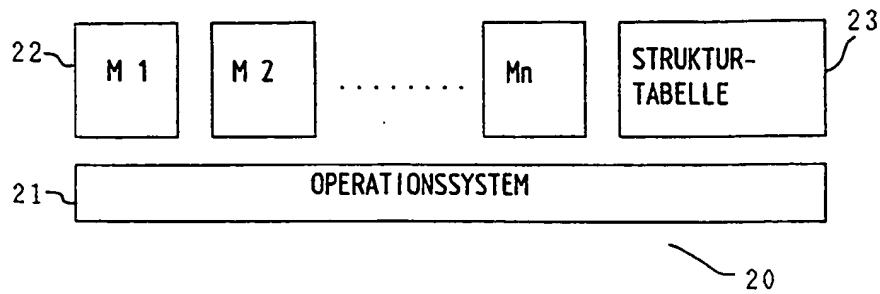 22
M 1
M 2
........
Mn
STRUKTUR-
TABELLE
23
21
OPERATIONSSYSTEM
20